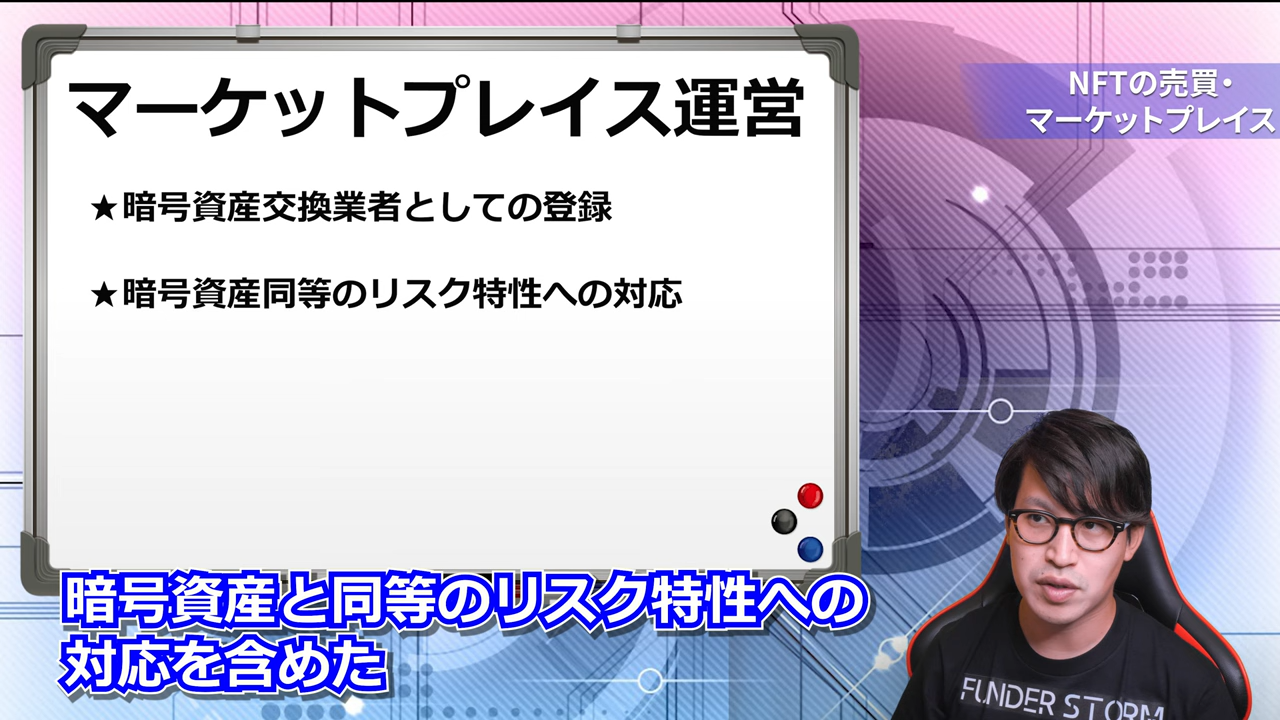 マーケットプレイス運営
★暗号資産交換業者としての登録
★暗号資産同等のリスク特性への対応
NFTの売買・
マーケットプレイス
暗号資産と同等のリスク特性への
対応を含めた
FUNDER STORM